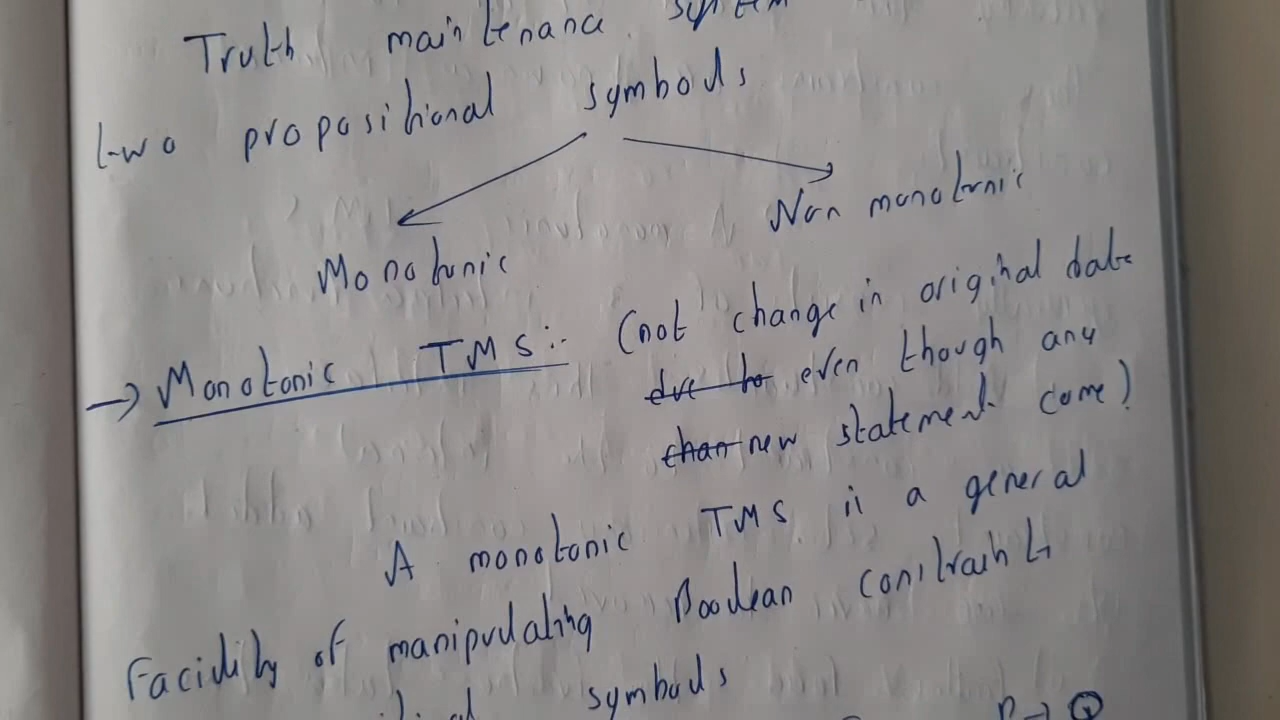 Truth maintenance system
two propositional symbols
Monotonic Non monotonic
→ Monotonic TMS :- (not change in original data
due to even though any
chan new statement come)
A monotonic TMS is a general
Facility of manipulating Boolean constraints
symbols P → Q